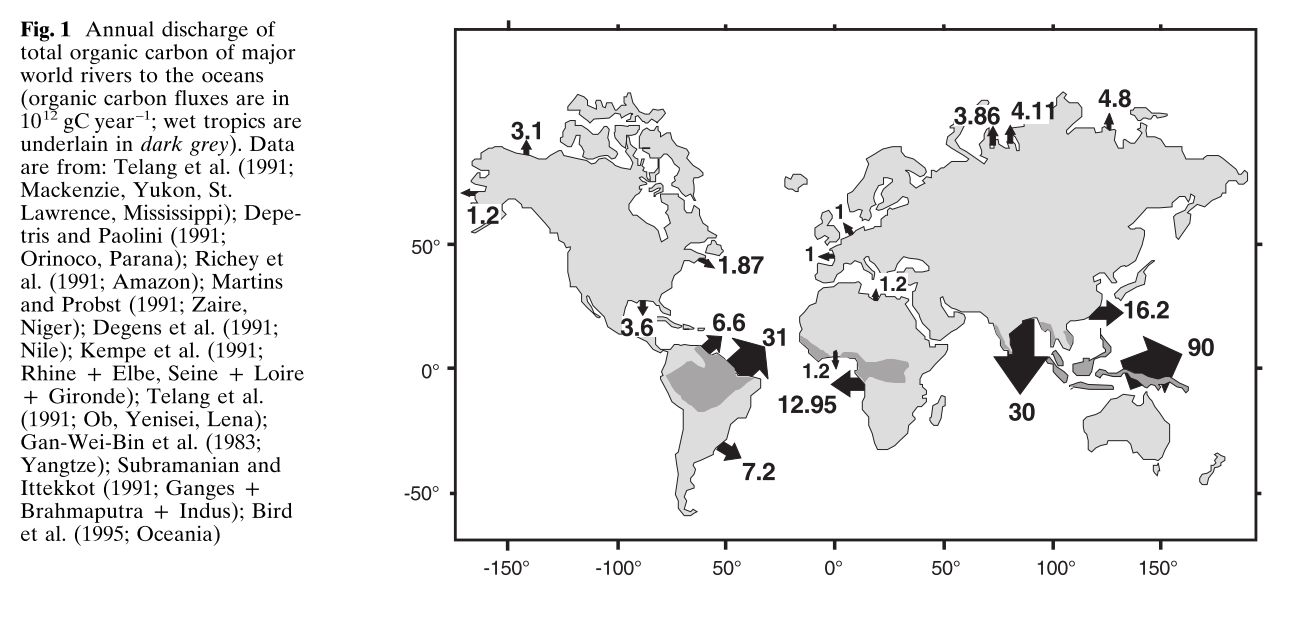 Fig. 1 Annual discharge of
total organic carbon of major
world rivers to the oceans
(organic carbon fluxes are in
10¹² gC year⁻¹; wet tropics are
underlain in dark grey). Data
are from: Telang et al. (1991;
Mackenzie, Yukon, St.
Lawrence, Mississippi); Depe-
tris and Paolini (1991;
Orinoco, Parana); Richey et
al. (1991; Amazon); Martins
and Probst (1991; Zaire,
Niger); Degens et al. (1991;
Nile); Kempe et al. (1991;
Rhine + Elbe, Seine + Loire
+ Gironde); Telang et al.
(1991; Ob, Yenisei, Lena);
Gan-Wei-Bin et al. (1983;
Yangtze); Subramanian and
Ittekkot (1991; Ganges +
Brahmaputra + Indus); Bird
et al. (1995; Oceania)
3.1
3.86
4.11
4.8
1.2
1
1
1.87
1.2
3.6
6.6
31
16.2
90
1.2
12.95
30
7.2
50°
0°
-50°
-150°
-100°
50°
0°
50°
100°
150°